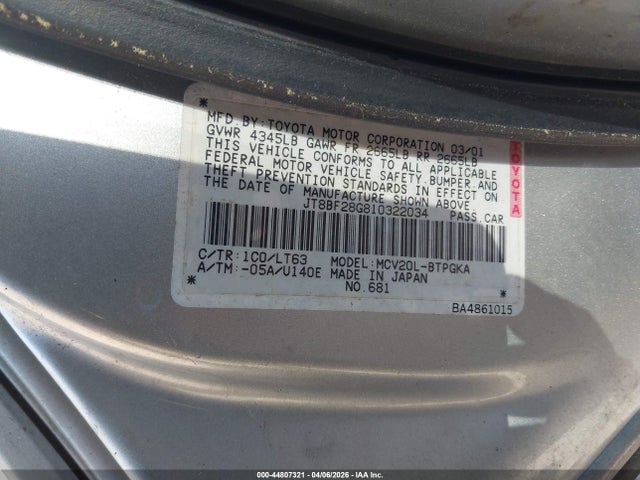 MFD. BY: TOYOTA MOTOR CORPORATION 03/01
GVWR 4345LB GAWR FR 2665LB RR 2665LB
THIS VEHICLE CONFORMS TO ALL APPLICABLE
FEDERAL MOTOR VEHICLE SAFETY, BUMPER, AND
THEFT PREVENTION STANDARDS IN EFFECT ON
THE DATE OF MANUFACTURE SHOWN ABOVE.
JT8BF28G810322034 PASS.CAR
TOYOTA
C/TR: 1C0/LT63 MODEL: MCV20L-BTPGKA
A/TM: -05A/U140E MADE IN JAPAN
NO.681
BA4861015
000-44807321 - 04/06/2026 - IAA Inc.